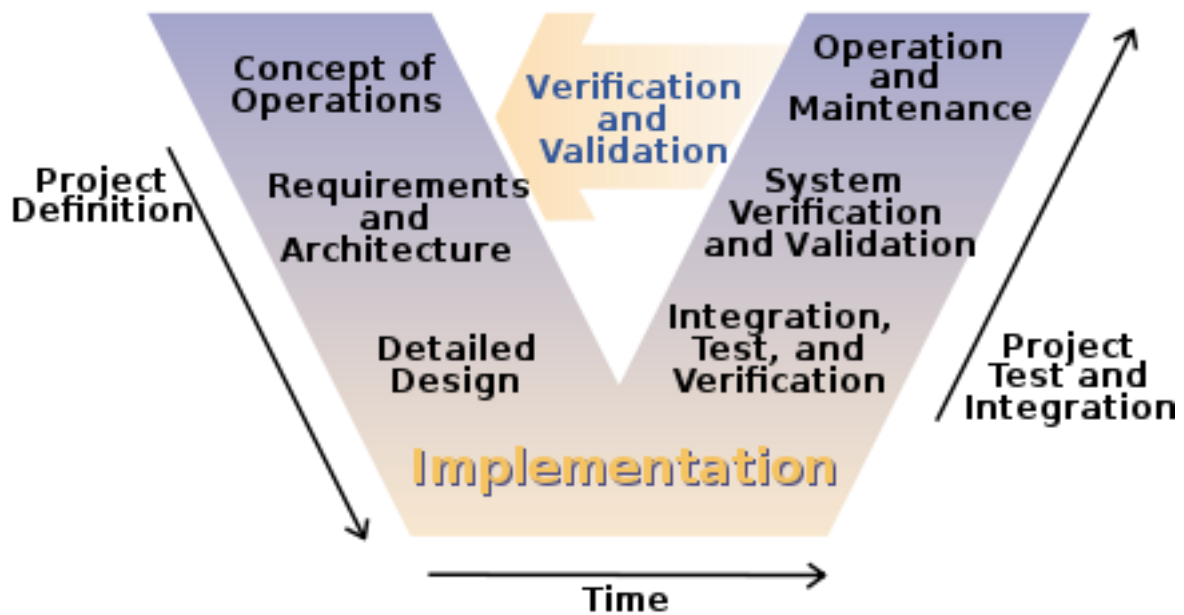 Concept of
Operations
Verification
and
Validation
Operation
and
Maintenance
Project
Definition
Requirements
and
Architecture
System
Verification
and Validation
Detailed
Design
Integration,
Test, and
Verification
Project
Test and
Integration
Implementation
Time